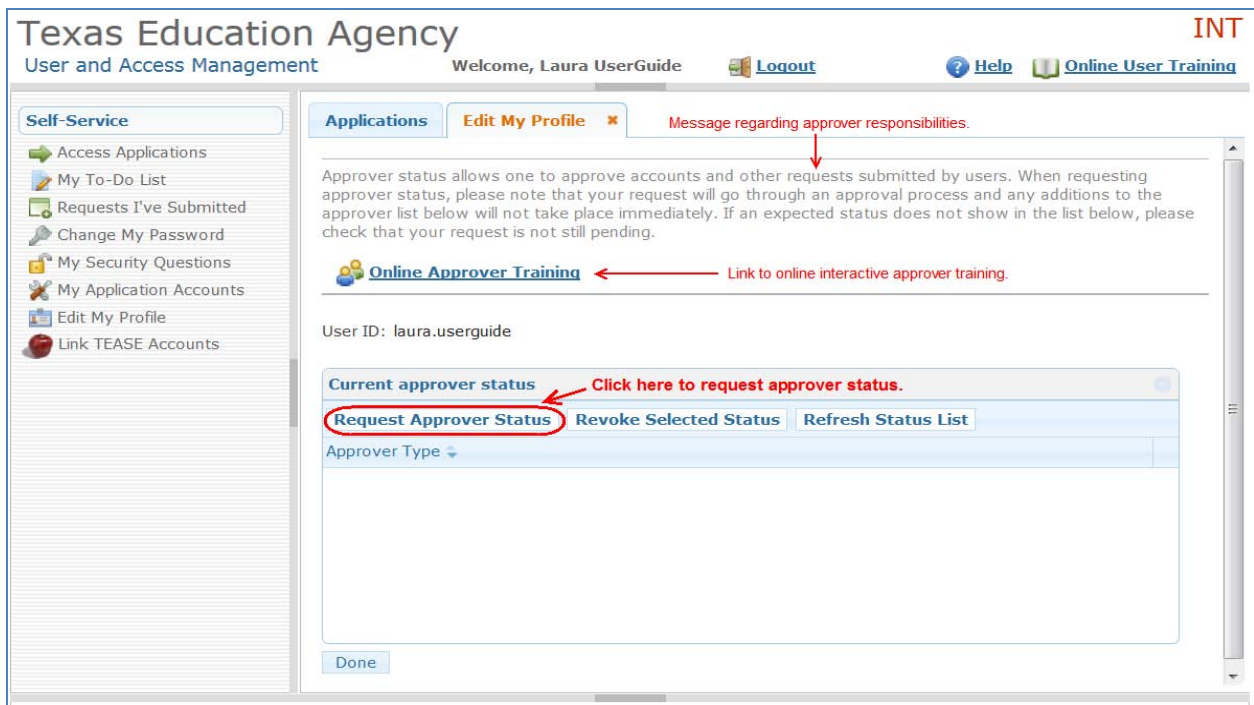 Texas Education Agency
INT
User and Access Management
Welcome, Laura UserGuide
Logout
Help
Online User Training
Self-Service
Access Applications
My To-Do List
Requests I've Submitted
Change My Password
My Security Questions
My Application Accounts
Edit My Profile
Link TEASE Accounts
Applications
Edit My Profile
Message regarding approver responsibilities.
Approver status allows one to approve accounts and other requests submitted by users. When requesting
approver status, please note that your request will go through an approval process and any additions to the
approver list below will not take place immediately. If an expected status does not show in the list below, please
check that your request is not still pending.
Online Approver Training
Link to online interactive approver training.
User ID: laura.userguide
Current approver status
Click here to request approver status.
Request Approver Status
Revoke Selected Status
Refresh Status List
Approver Type
Done